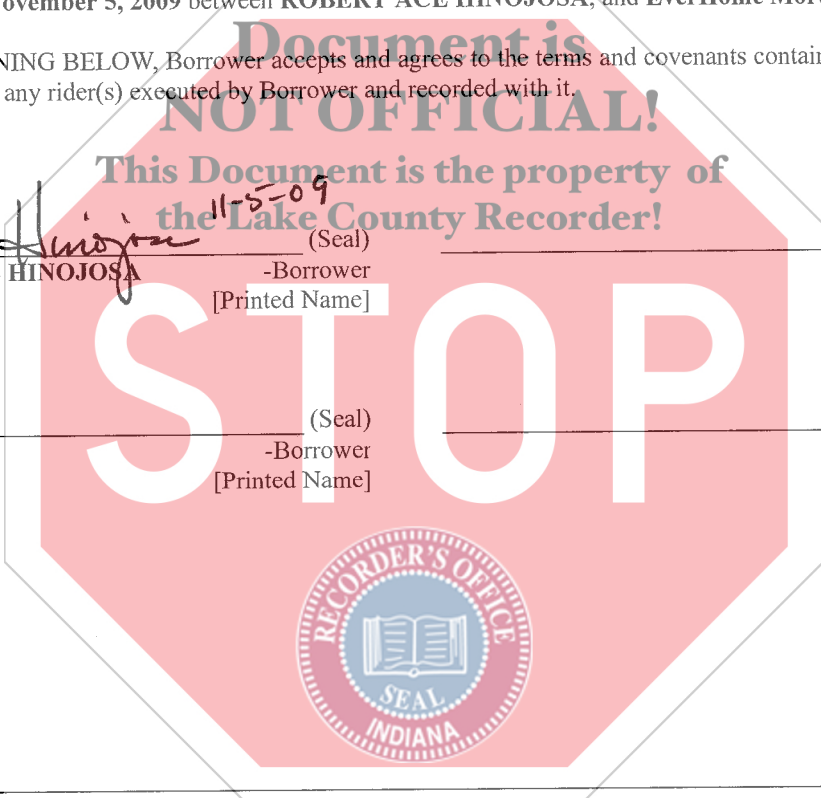 November 5, 2009 between ROBERT ACE HINOJOSA, and EverHome Mor
Document is
NING BELOW, Borrower accepts and agrees to the terms and covenants contain
any rider(s) executed by Borrower and recorded with it.
NOT OFFICIAL!
This Document is the property of
the Lake County Recorder!
Hinojosa 11-5-09
(Seal)
HINOJOSA -Borrower
[Printed Name]
STOP
(Seal)
-Borrower
[Printed Name]
RECORDER'S OFFICE
SEAL
INDIANA